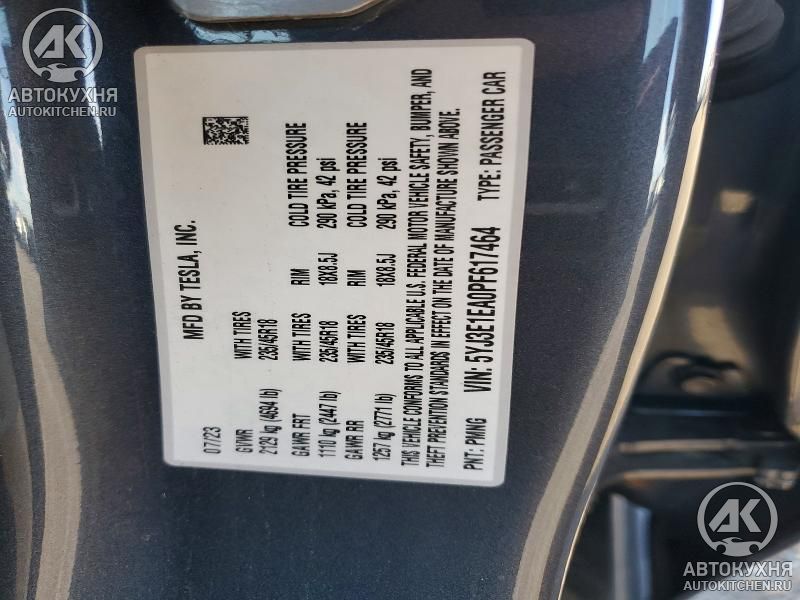 AK
АВТОКУХНЯ
AUTOKITCHEN.RU
MFD BY TESLA, INC.
07/23
GVWR WITH TIRES RIM COLD TIRE PRESSURE
2129 kg (4694 lb) 235/45R18 18X8.5J 290 kPa, 42 psi
GAWR FRT WITH TIRES RIM COLD TIRE PRESSURE
1110 kg (2447 lb) 235/45R18 18X8.5J 290 kPa, 42 psi
GAWR RR
1257 kg (2771 lb) 235/45R18
THIS VEHICLE CONFORMS TO ALL APPLICABLE U.S. FEDERAL MOTOR VEHICLE SAFETY, BUMPER, AND
THEFT PREVENTION STANDARDS IN EFFECT ON THE DATE OF MANUFACTURE SHOWN ABOVE.
PNT: PMNG VIN: 5YJ3E1EA0PF617464 TYPE: PASSENGER CAR
AK
АВТОКУХНЯ
AUTOKITCHEN.RU